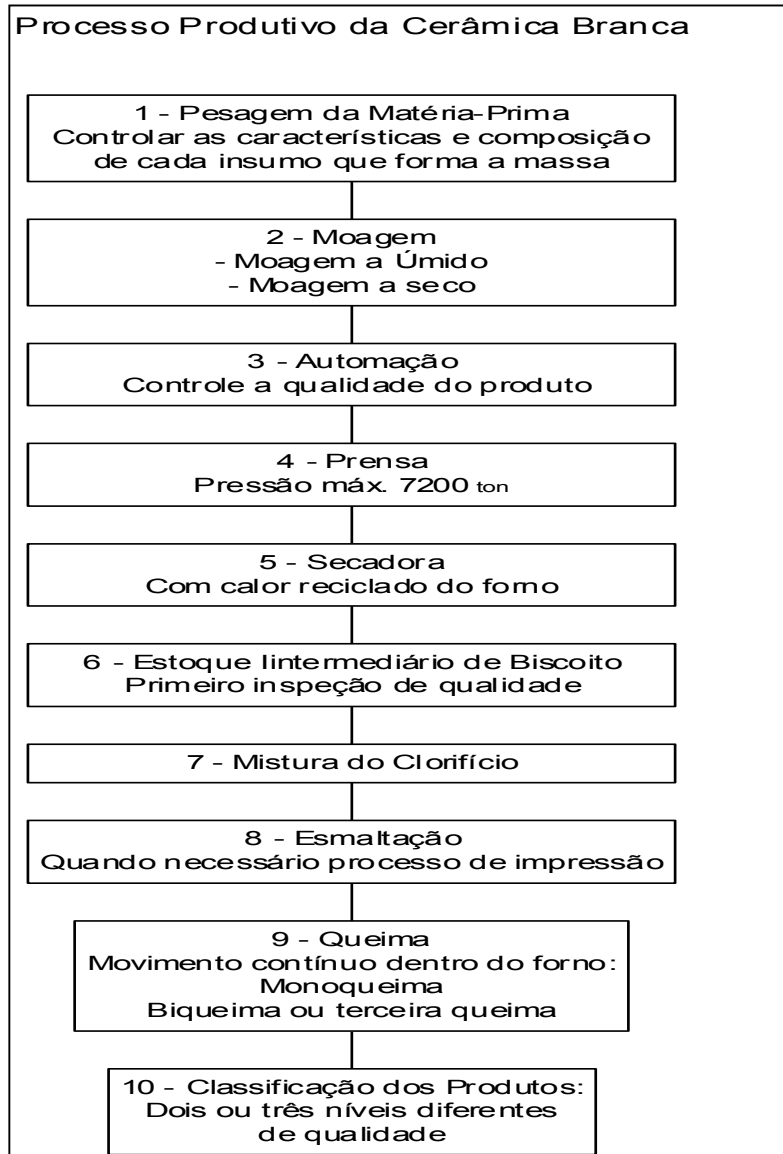 Processo Produtivo da Cerâmica Branca
1 - Pesagem da Matéria-Prima
Controlar as características e composição
de cada insumo que forma a massa
2 - Moagem
- Moagem a Úmido
- Moagem a seco
3 - Automação
Controle a qualidade do produto
4 - Prensa
Pressão máx. 7200 ton
5 - Secadora
Com calor reciclado do forno
6 - Estoque Iintermediário de Biscoito
Primeiro inspeção de qualidade
7 - Mistura do Clorifício
8 - Esmaltação
Quando necessário processo de impressão
9 - Queima
Movimento contínuo dentro do forno:
Monoqueima
Biqueima ou terceira queima
10 - Classificação dos Produtos:
Dois ou três níveis diferentes
de qualidade